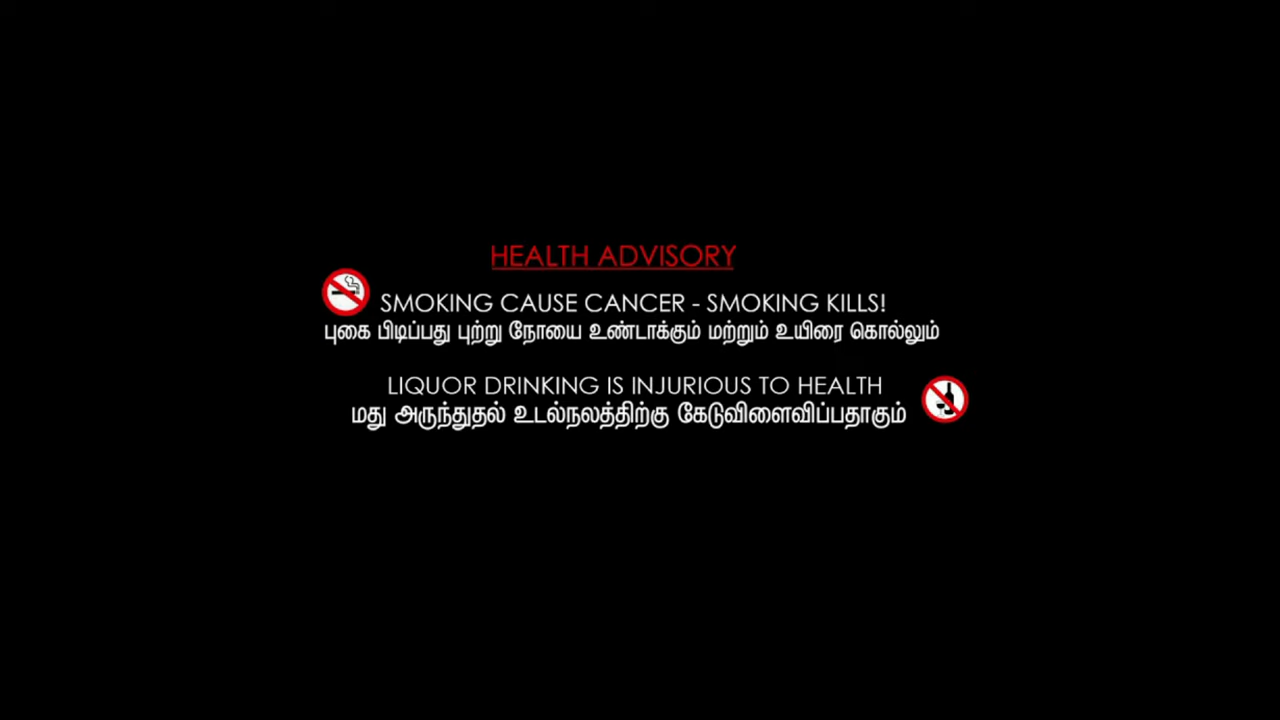 HEALTH ADVISORY
SMOKING CAUSE CANCER - SMOKING KILLS!
புகை பிடிப்பது புற்று நோயை உண்டாக்கும் மற்றும் உயிரை கொல்லும்
LIQUOR DRINKING IS INJURIOUS TO HEALTH
மது அருந்துதல் உடல்நலத்திற்கு கேடுவிளைவிப்பதாகும்